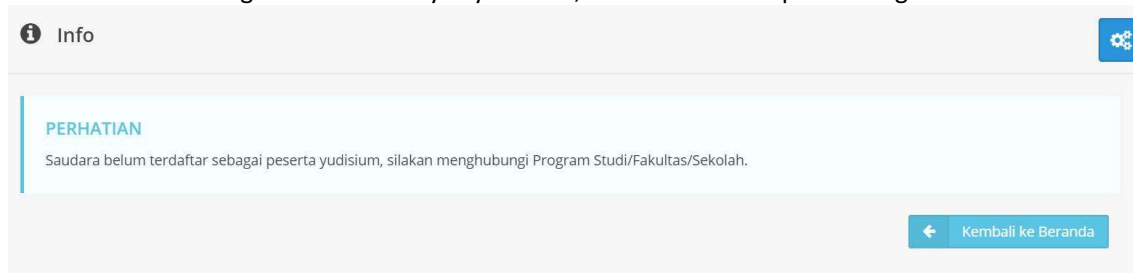 Info
PERHATIAN
Saudara belum terdaftar sebagai peserta yudisium, silakan menghubungi Program Studi/Fakultas/Sekolah.
Kembali ke Beranda